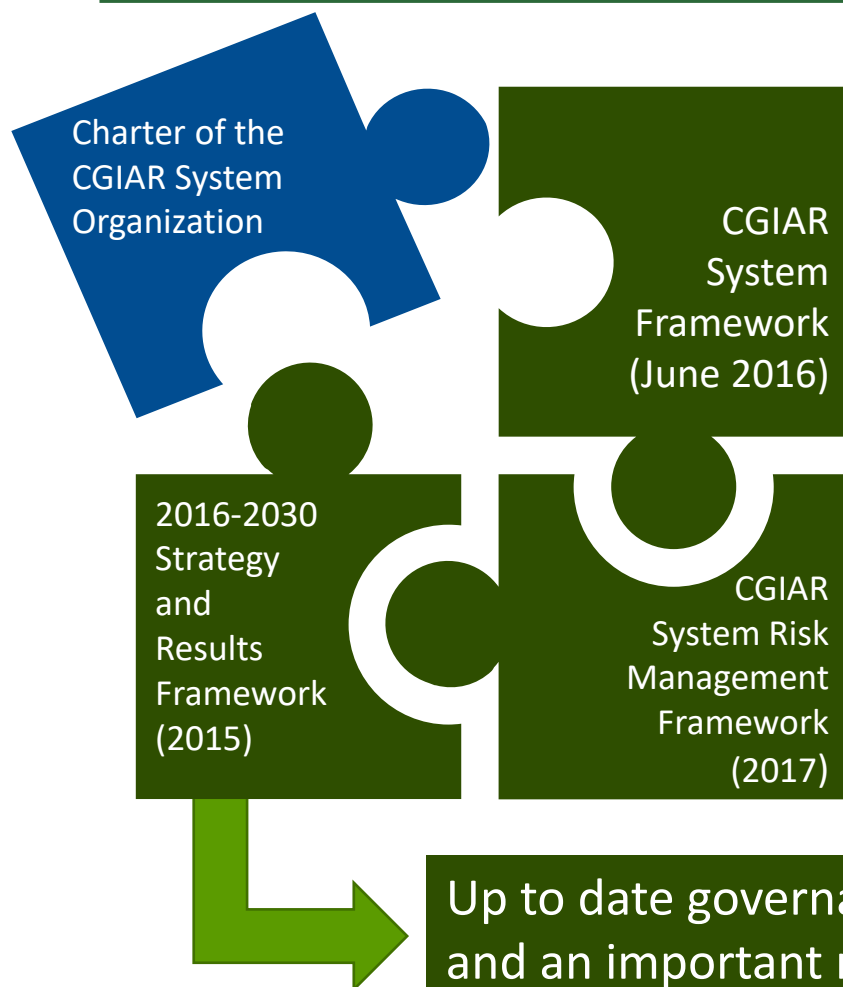 Charter of the
CGIAR System
Organization
CGIAR
System
Framework
(June 2016)
2016-2030
Strategy
and
Results
Framework
(2015)
CGIAR
System Risk
Management
Framework
(2017)
Up to date
and an important